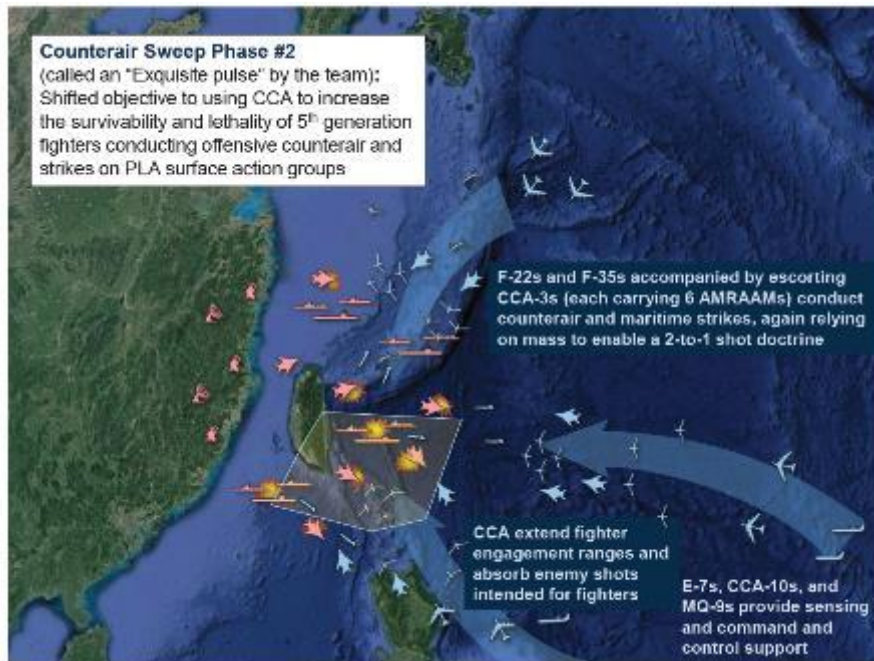 Counterair Sweep Phase #2
(called an "Exquisite pulse" by the team):
Shifted objective to using CCA to increase
the survivability and lethality of 5th generation
fighters conducting offensive counterair and
strikes on PLA surface action groups
F-22s and F-35s accompanied by escorting
CCA-3s (each carrying 6 AMRAAMs) conduct
counterair and maritime strikes, again relying
on mass to enable a 2-to-1 shot doctrine
CCA extend fighter
engagement ranges and
absorb enemy shots
intended for fighters
E-7s, CCA-10s, and
MQ-9s provide sensing
and command and
control support